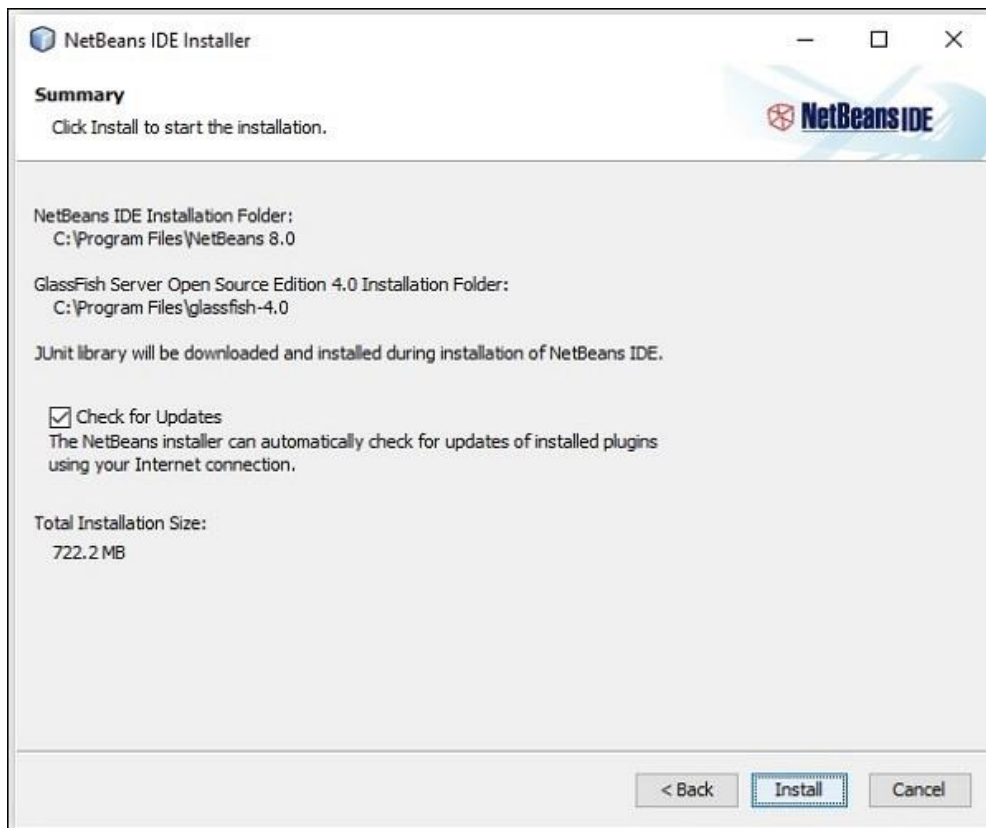 NetBeans IDE Installer
Summary
Click Install to start the installation.
NetBeans IDE
NetBeans IDE Installation Folder:
C:\Program Files\NetBeans 8.0
GlassFish Server Open Source Edition 4.0 Installation Folder:
C:\Program Files\glassfish-4.0
JUnit library will be downloaded and installed during installation of NetBeans IDE.
Check for Updates
The NetBeans installer can automatically check for updates of installed plugins
using your Internet connection.
Total Installation Size:
722.2 MB
< Back Install Cancel